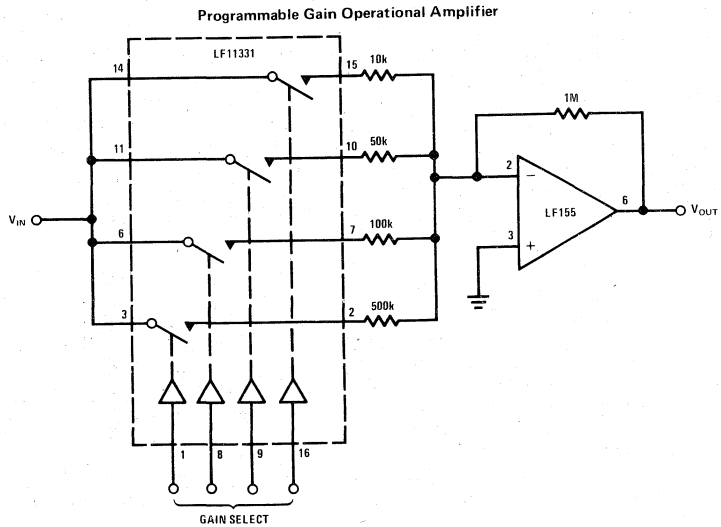 Programmable Gain Operational Amplifier
LF11331
14
15
10k
1M
11
10
50k
2
−
6
VIN
LF155
VOUT
6
7
100k
3
+
3
2
500k
1
8
9
16
GAIN SELECT